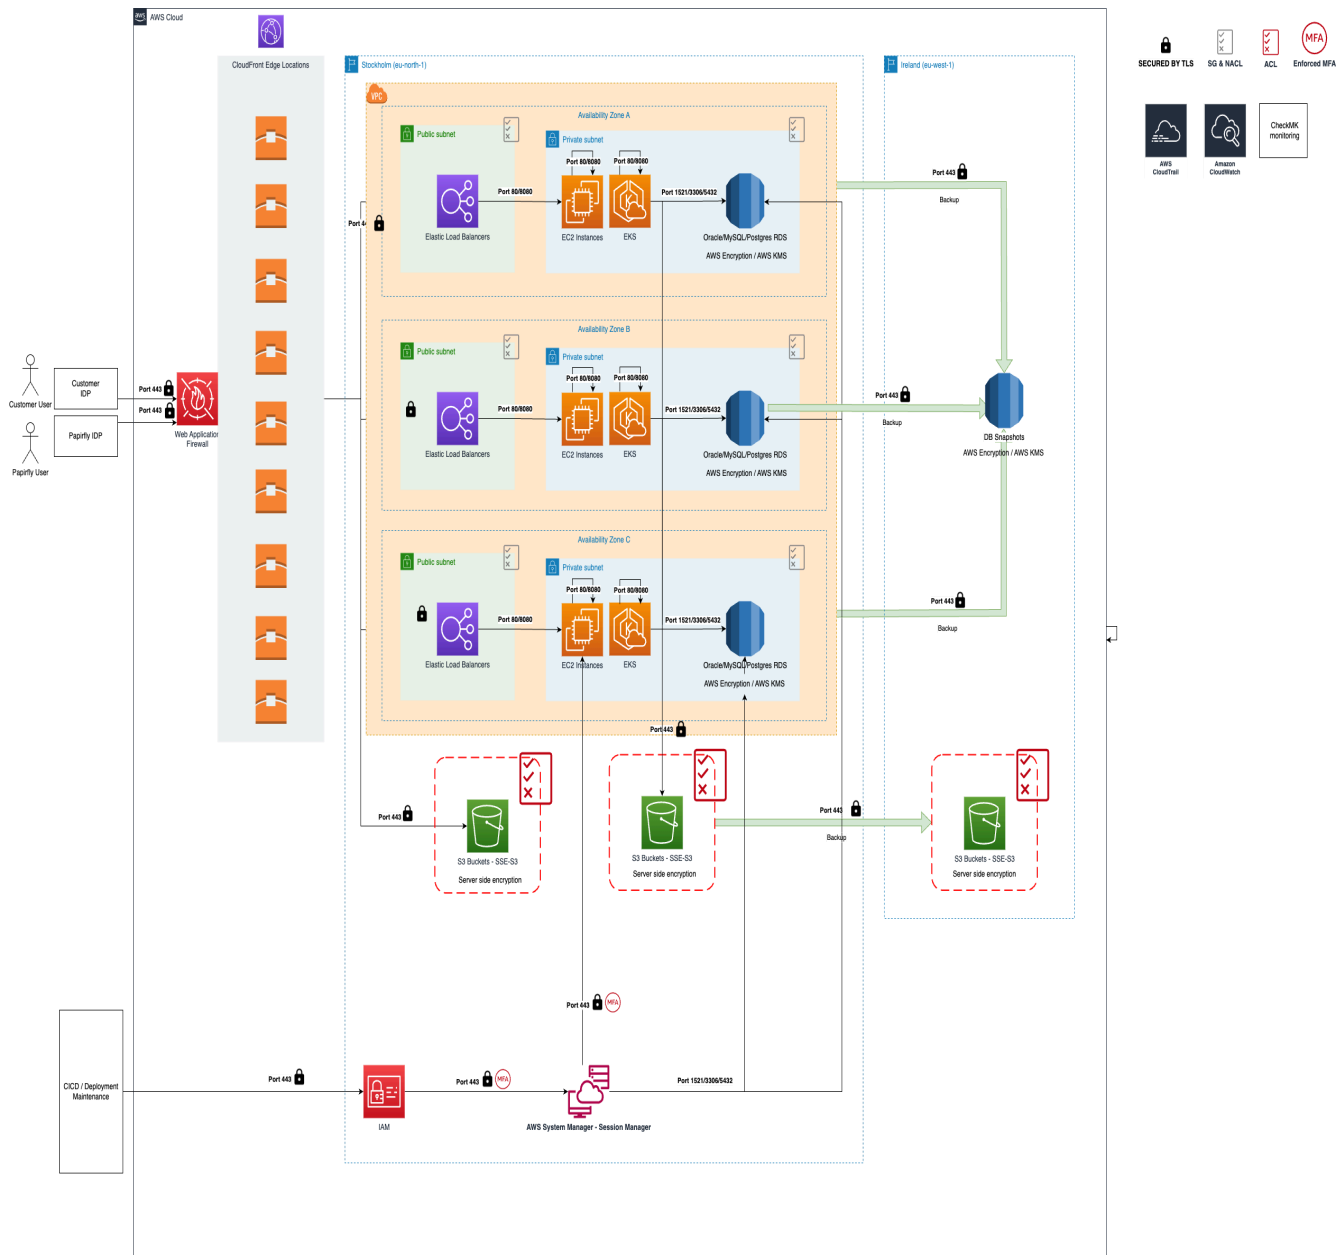 AWS Cloud
CloudFront Edge Locations
Stockholm (eu-north-1)
Ireland (eu-west-1)
SECURED BY TLS
SG & NACL
ACL
MFA
Enforced MFA
AWS
CloudTrail
Amazon
CloudWatch
CheckMK
monitoring
VPC
Availability Zone A
Public subnet
Private subnet
Port 80/8080
Port 80/8080
Port 80/8080
Port 1521/3306/5432
Elastic Load Balancers
EC2 Instances
EKS
Oracle/MySQL/Postgres RDS
AWS Encryption / AWS KMS
Port 443
Backup
Availability Zone B
Public subnet
Private subnet
Port 80/8080
Port 80/8080
Port 80/8080
Port 1521/3306/5432
Elastic Load Balancers
EC2 Instances
EKS
Oracle/MySQL/Postgres RDS
AWS Encryption / AWS KMS
Port 443
Backup
DB Snapshots
AWS Encryption / AWS KMS
Customer User
Customer
IDP
Port 443
Port 443
Papirfly User
Papirfly IDP
Web Application
Firewall
Availability Zone C
Public subnet
Private subnet
Port 80/8080
Port 80/8080
Port 80/8080
Port 1521/3306/5432
Elastic Load Balancers
EC2 Instances
EKS
Oracle/MySQL/Postgres RDS
AWS Encryption / AWS KMS
Port 443
Backup
Port 443
Port 443
S3 Buckets - SSE-S3
Server side encryption
S3 Buckets - SSE-S3
Server side encryption
Port 443
Backup
S3 Buckets - SSE-S3
Server side encryption
Port 443
MFA
CICD / Deployment
Maintenance
Port 443
IAM
Port 443
MFA
Port 1521/3306/5432
AWS System Manager - Session Manager